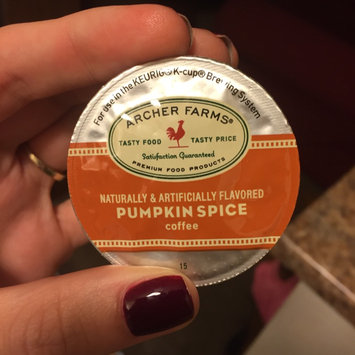 For use in the KEURIG® K-cup® Brewing System
ARCHER FARMS®
TASTY FOOD TASTY PRICE
Satisfaction Guaranteed
PREMIUM FOOD PRODUCTS
NATURALLY & ARTIFICIALLY FLAVORED
PUMPKIN SPICE
coffee
15